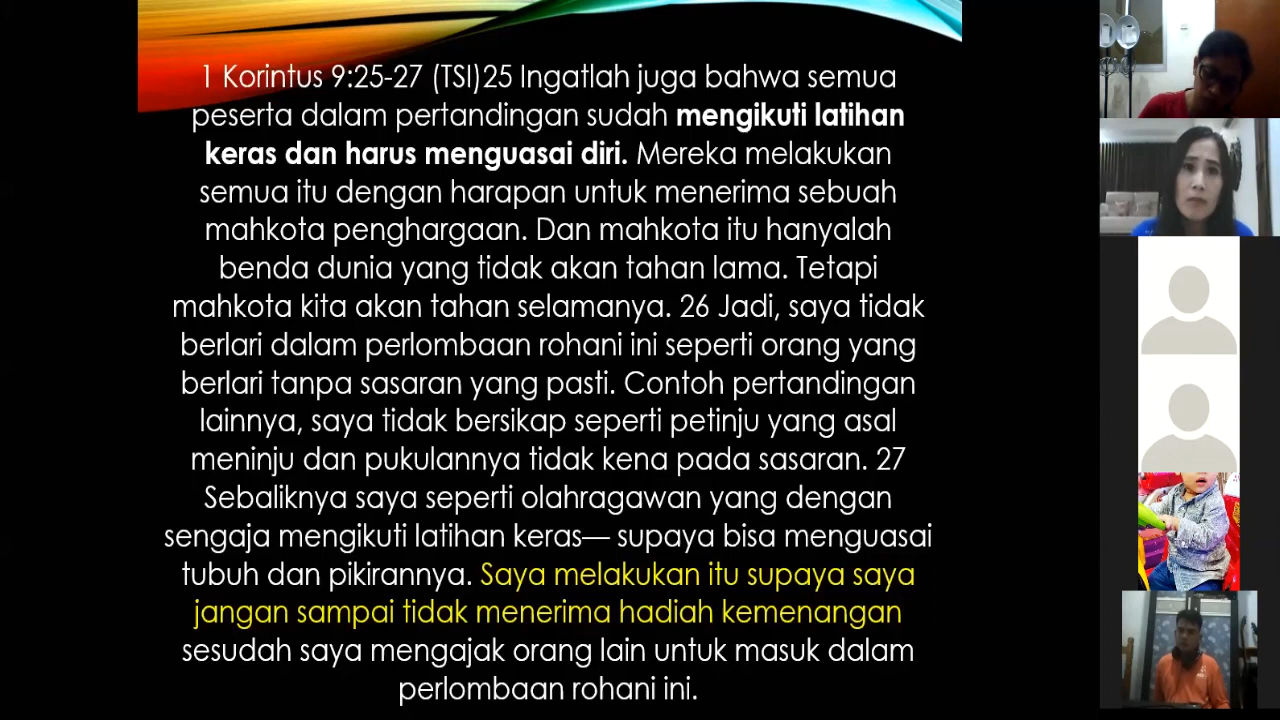 1 Korintus 9:25-27 (TSI)25 Ingatlah juga bahwa semua
peserta dalam pertandingan sudah mengikuti latihan
keras dan harus menguasai diri. Mereka melakukan
semua itu dengan harapan untuk menerima sebuah
mahkota penghargaan. Dan mahkota itu hanyalah
benda dunia yang tidak akan tahan lama. Tetapi
mahkota kita akan tahan selamanya. 26 Jadi, saya tidak
berlari dalam perlombaan rohani ini seperti orang yang
berlari tanpa sasaran yang pasti. Contoh pertandingan
lainnya, saya tidak bersikap seperti petinju yang asal
meninju dan pukulannya tidak kena pada sasaran. 27
Sebaliknya saya seperti olahragawan yang dengan
sengaja mengikuti latihan keras— supaya bisa menguasai
tubuh dan pikirannya. Saya melakukan itu supaya saya
jangan sampai tidak menerima hadiah kemenangan
sesudah saya mengajak orang lain untuk masuk dalam
perlombaan rohani ini.